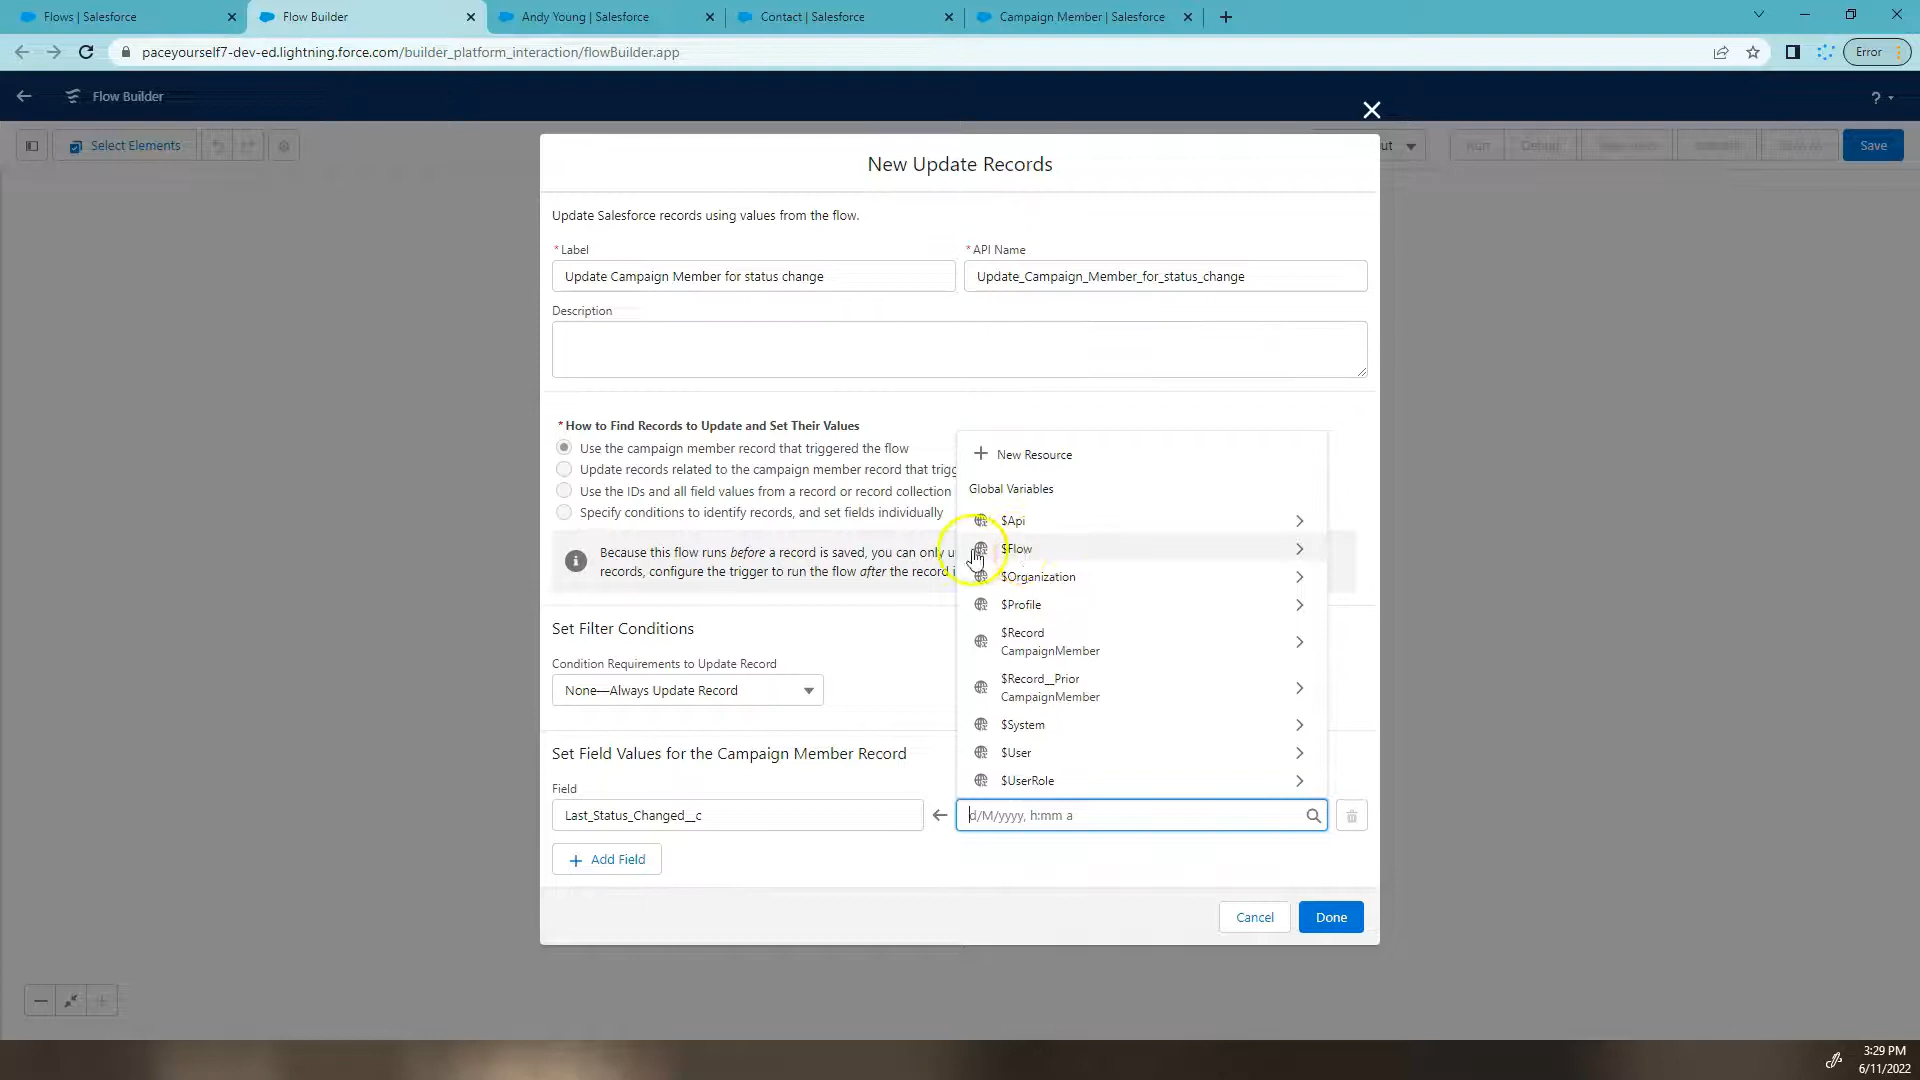 Flows | Salesforce
Flow Builder
Andy Young | Salesforce
Contact | Salesforce
Campaign Member | Salesforce
paceyourself7-dev-ed.lightning.force.com/builder_platform_interaction/flowBuilder.app
Error
Flow Builder
?
Select Elements
ut
Run
Debug
Save
New Update Records
Update Salesforce records using values from the flow.
* Label
* API Name
Update Campaign Member for status change
Update_Campaign_Member_for_status_change
Description
* How to Find Records to Update and Set Their Values
Use the campaign member record that triggered the flow
Update records related to the campaign member record that trigg
Use the IDs and all field values from a record or record collection
Specify conditions to identify records, and set fields individually
Because this flow runs before a record is saved, you can only u
records, configure the trigger to run the flow after the record i
New Resource
Global Variables
$Api
$Flow
$Organization
$Profile
$Record
CampaignMember
$Record__Prior
CampaignMember
$System
$User
$UserRole
Set Filter Conditions
Condition Requirements to Update Record
None—Always Update Record
Set Field Values for the Campaign Member Record
Field
Last_Status_Changed__c
d/M/yyyy, h:mm a
Add Field
Cancel
Done
3:29 PM
6/11/2022